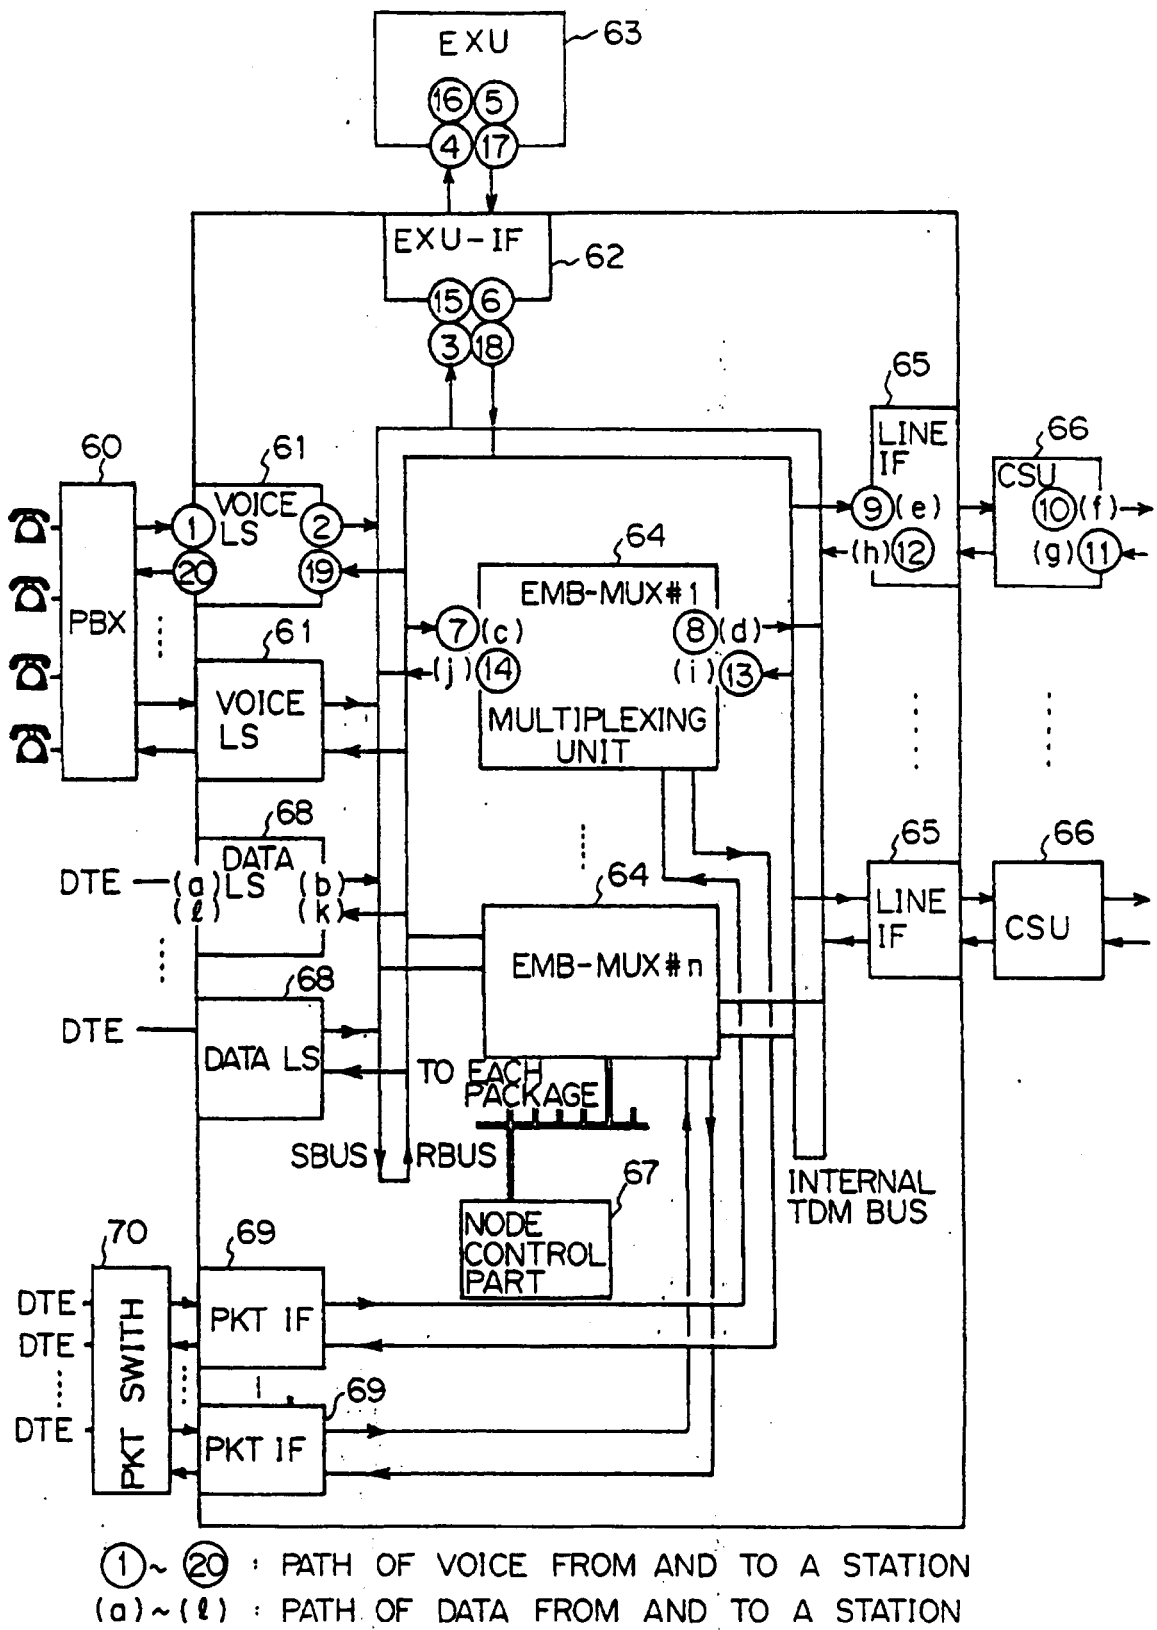 EXU
63
16 5
4 17
EXU-IF
62
15 6
3 18
65
LINE
IF
66
CSU
9 (e)
10 (f)
(h) 12
(g) 11
60
61
VOICE
LS
1
2
20
19
PBX
61
VOICE
LS
64
EMB-MUX#1
7 (c)
8 (d)
(j) 14
(i) 13
MULTIPLEXING
UNIT
68
DATA
LS
DTE
(a)
(b)
(ℓ)
(k)
64
EMB-MUX#n
65
LINE
IF
66
CSU
68
DTE
DATA LS
TO EACH
PACKAGE
SBUS
RBUS
67
NODE
CONTROL
PART
INTERNAL
TDM BUS
70
69
DTE
PKT IF
DTE
PKT SWITH
69
DTE
PKT IF
1 ~ 20 : PATH OF VOICE FROM AND TO A STATION
(a) ~ (ℓ) : PATH OF DATA FROM AND TO A STATION